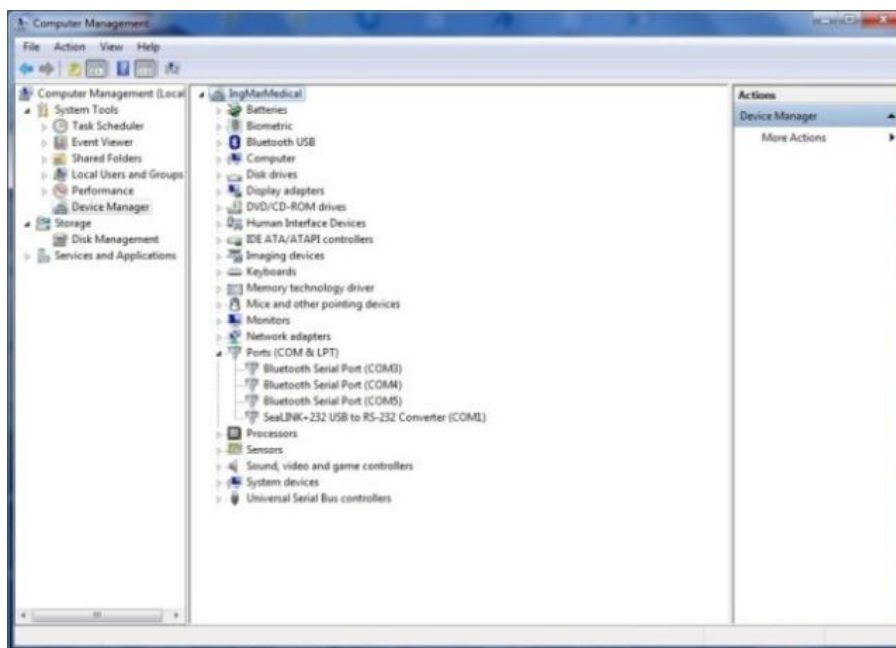 Computer Management
File Action View Help
Computer Management (Local
System Tools
Task Scheduler
Event Viewer
Shared Folders
Local Users and Groups
Performance
Device Manager
Storage
Disk Management
Services and Applications
IngMarMedical
Batteries
Biometric
Bluetooth USB
Computer
Disk drives
Display adapters
DVD/CD-ROM drives
Human Interface Devices
IDE ATA/ATAPI controllers
Imaging devices
Keyboards
Memory technology driver
Mice and other pointing devices
Monitors
Network adapters
Ports (COM & LPT)
Bluetooth Serial Port (COM3)
Bluetooth Serial Port (COM4)
Bluetooth Serial Port (COM5)
SeaLINK+232 USB to RS-232 Converter (COM1)
Processors
Sensors
Sound, video and game controllers
System devices
Universal Serial Bus controllers
Actions
Device Manager
More Actions